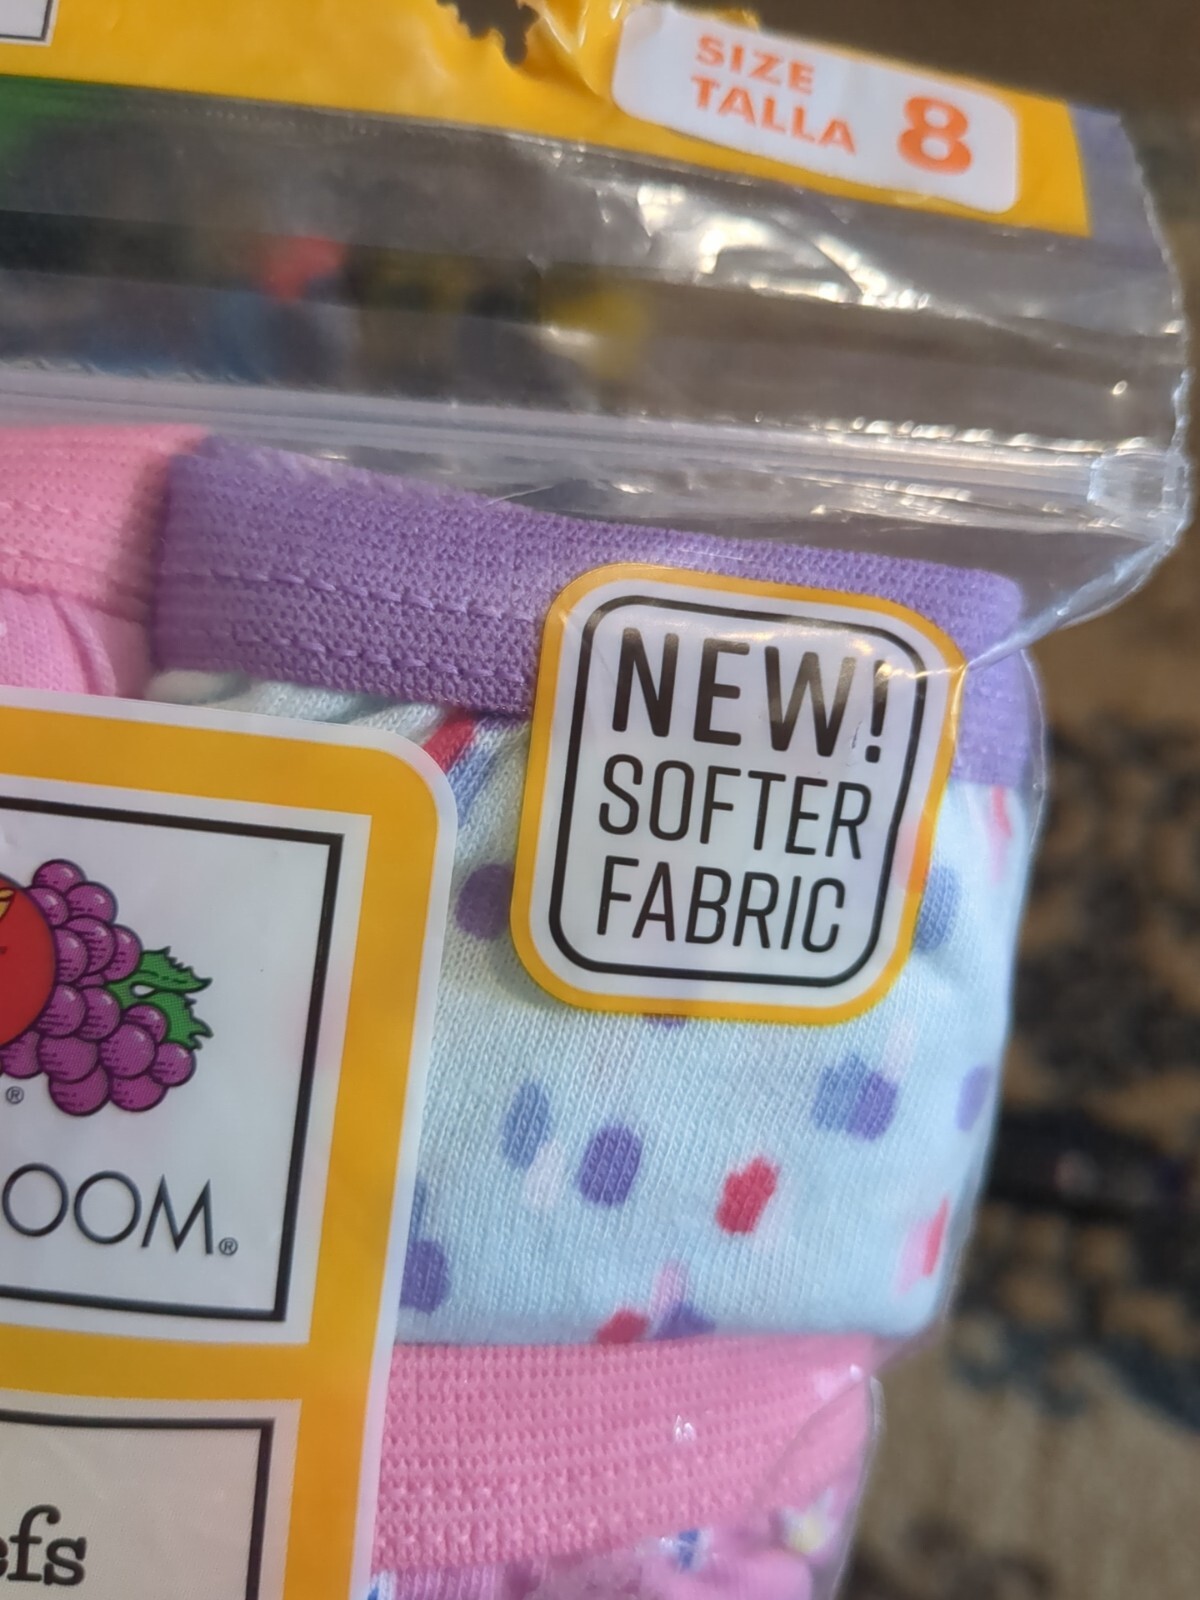 SIZE
TALLA 8
NEW!
SOFTER
FABRIC
®
OOM®
efs